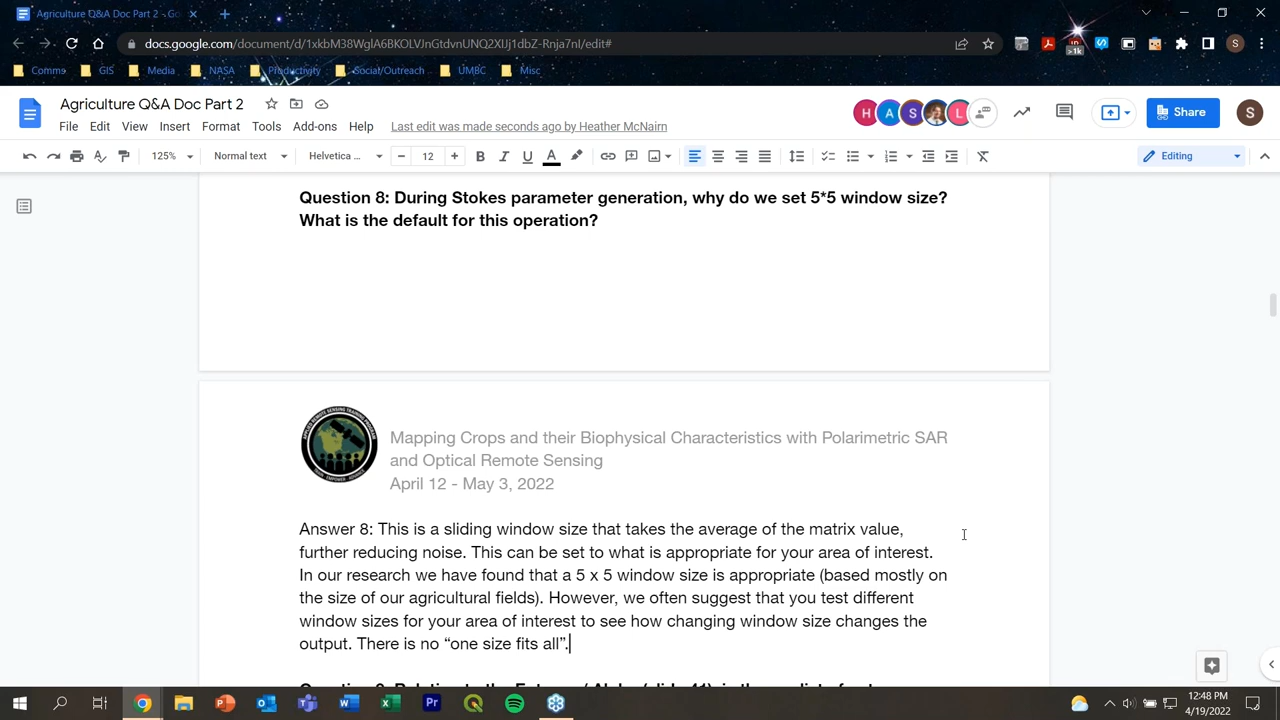 Agriculture Q&A Doc Part 2 - Go
docs.google.com/document/d/1xkbM38WglA6BKOLVJnGtdvnUNQ2XIJj1dbZ-Rnja7nI/edit#
>1k
S
Comms
GIS
Media
NASA
Productivity
Social/Outreach
UMBC
Misc
Agriculture Q&A Doc Part 2
H
A
S
L
Share
S
File Edit View Insert Format Tools Add-ons Help Last edit was made seconds ago by Heather McNairn
125% Normal text Helvetica ... 12 B I U A Editing
Question 8: During Stokes parameter generation, why do we set 5*5 window size?
What is the default for this operation?
Mapping Crops and their Biophysical Characteristics with Polarimetric SAR
and Optical Remote Sensing
April 12 - May 3, 2022
Answer 8: This is a sliding window size that takes the average of the matrix value,
further reducing noise. This can be set to what is appropriate for your area of interest.
In our research we have found that a 5 x 5 window size is appropriate (based mostly on
the size of our agricultural fields). However, we often suggest that you test different
window sizes for your area of interest to see how changing window size changes the
output. There is no “one size fits all”.
12:48 PM
4/19/2022